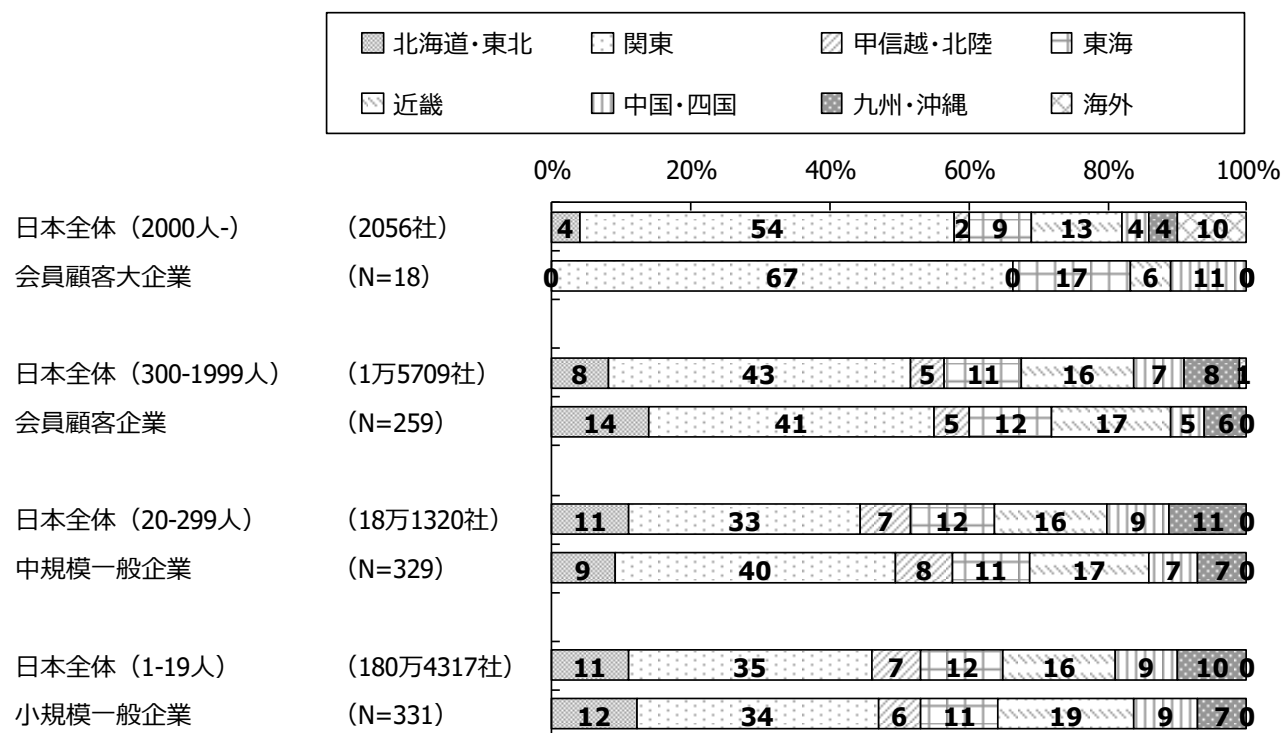 北海道・東北 関東 甲信越・北陸 東海
近畿 中国・四国 九州・沖縄 海外
0% 20% 40% 60% 80% 100%
日本全体（2000人-） （2056社） 4 54 2 9 13 4 4 10
会員顧客大企業 （N=18） 0 67 0 17 6 11 0
日本全体（300-1999人） （1万5709社） 8 43 5 11 16 7 8 1
会員顧客企業 （N=259） 14 41 5 12 17 5 6 0
日本全体（20-299人） （18万1320社） 11 33 7 12 16 9 11 0
中規模一般企業 （N=329） 9 40 8 11 17 7 7 0
日本全体（1-19人） （180万4317社） 11 35 7 12 16 9 10 0
小規模一般企業 （N=331） 12 34 6 11 19 9 7 0